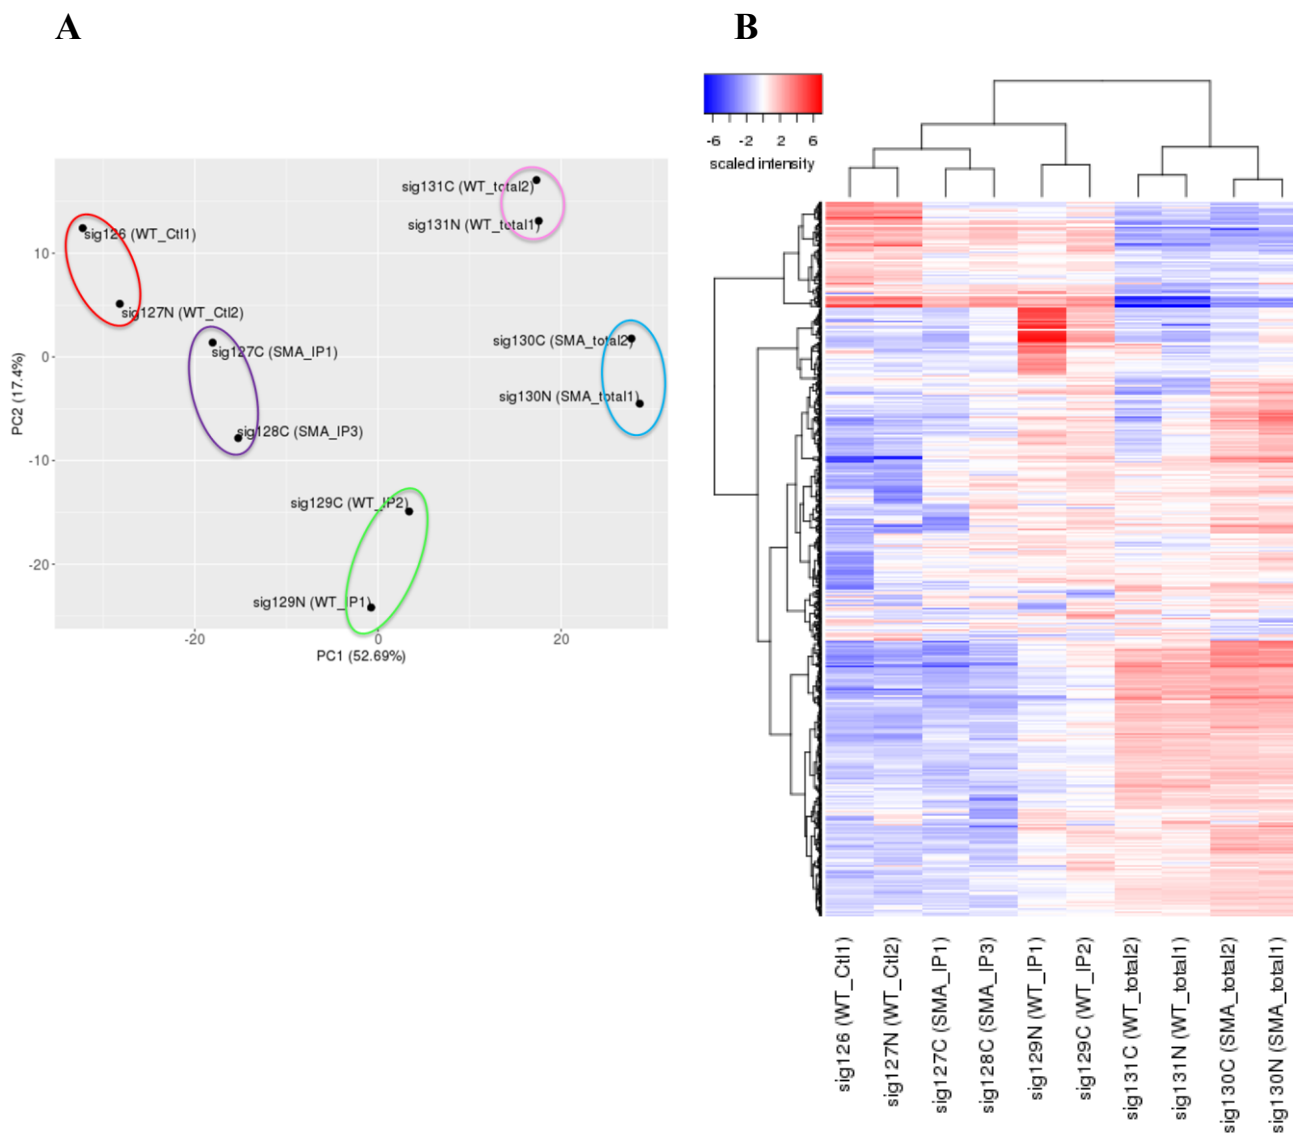 A
B
-6
-2
2
6
scaled intensity
sig131C (WT_total2)
sig131N (WT_total1)
sig126 (WT_Ctl1)
sig127N (WT_Ctl2)
sig127C (SMA_IP1)
sig130C (SMA_total2)
sig130N (SMA_total1)
sig128C (SMA_IP3)
sig129C (WT_IP2)
sig129N (WT_IP1)
10
0
-10
-20
PC2 (17.4%)
-20
0
20
PC1 (52.69%)
sig126 (WT_Ctl1)
sig127N (WT_Ctl2)
sig127C (SMA_IP1)
sig128C (SMA_IP3)
sig129N (WT_IP1)
sig129C (WT_IP2)
sig131C (WT_total2)
sig131N (WT_total1)
sig130C (SMA_total2)
sig130N (SMA_total1)